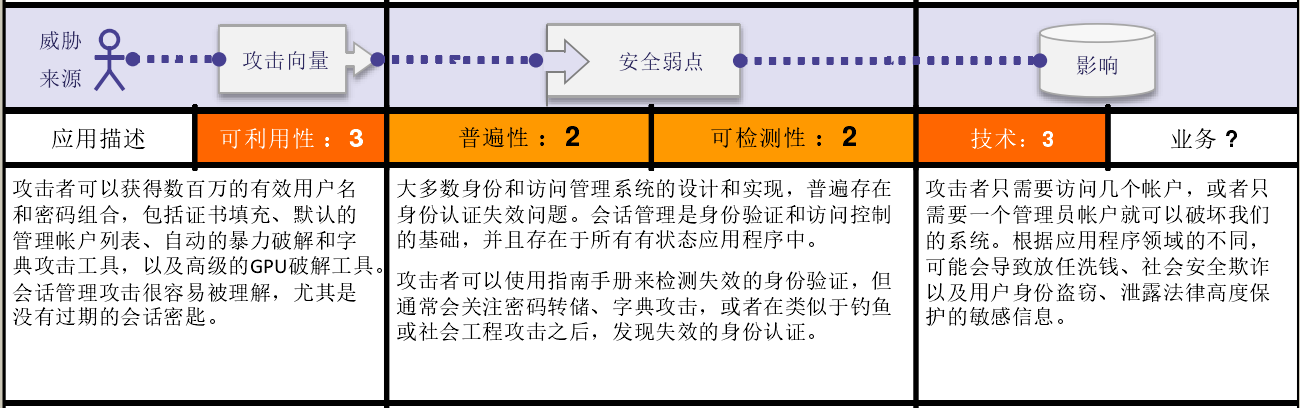 威胁
来源
攻击向量
安全弱点
影响
应用描述
可利用性：3
普遍性：2
可检测性：2
技术：3
业务？
攻击者可以获得数百万的有效用户名
和密码组合，包括证书填充、默认的
管理帐户列表、自动的暴力破解和字
典攻击工具，以及高级的GPU破解工具。
会话管理攻击很容易被理解，尤其是
没有过期的会话密匙。
大多数身份和访问管理系统的设计和实现，普遍存在
身份认证失效问题。会话管理是身份验证和访问控制
的基础，并且存在于所有有状态应用程序中。
攻击者可以使用指南手册来检测失效的身份验证，但
通常会关注密码转储、字典攻击，或者在类似于钓鱼
或社会工程攻击之后，发现失效的身份认证。
攻击者只需要访问几个帐户，或者只
需要一个管理员帐户就可以破坏我们
的系统。根据应用程序领域的不同，
可能会导致放任洗钱、社会安全欺诈
以及用户身份盗窃、泄露法律高度保
护的敏感信息。